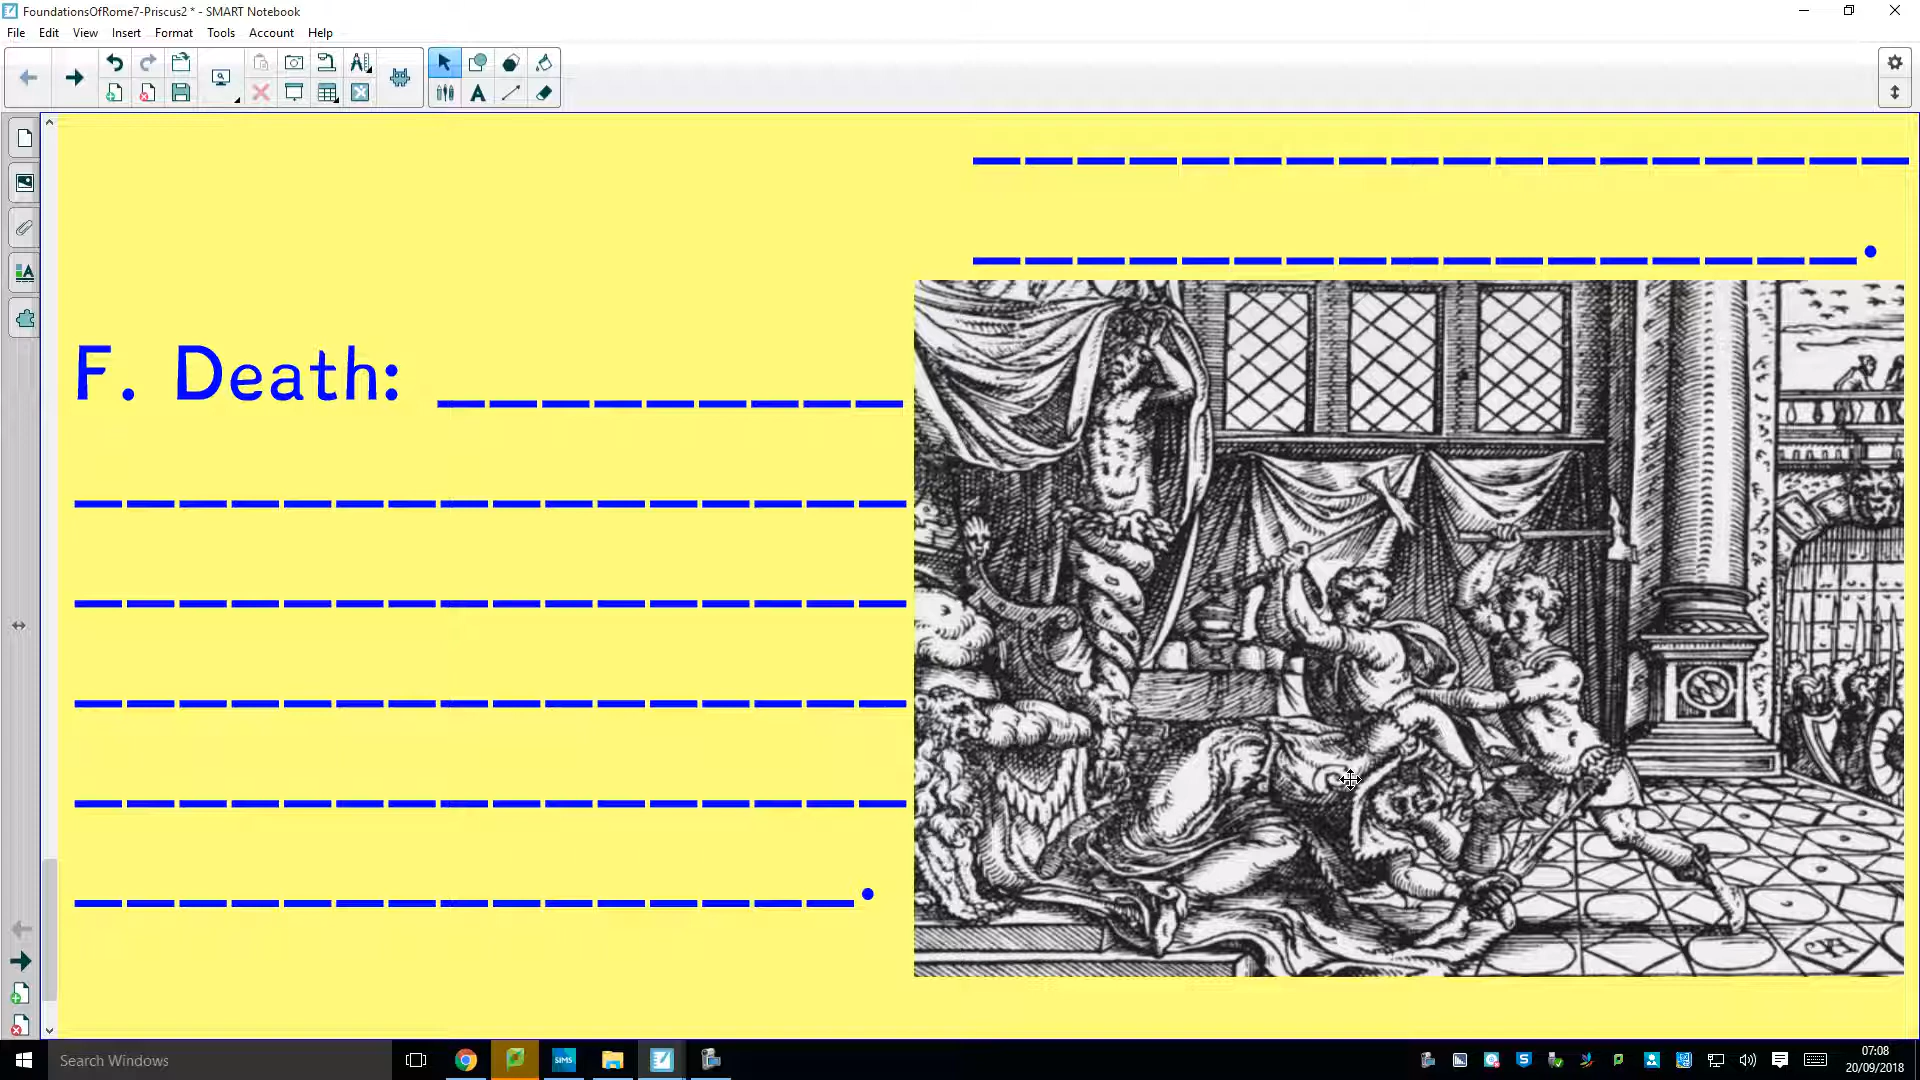 FoundationsOfRome7-Priscus2 * - SMART Notebook
File Edit View Insert Format Tools Account Help
F. Death:
Search Windows
SIMS
07:08
20/09/2018